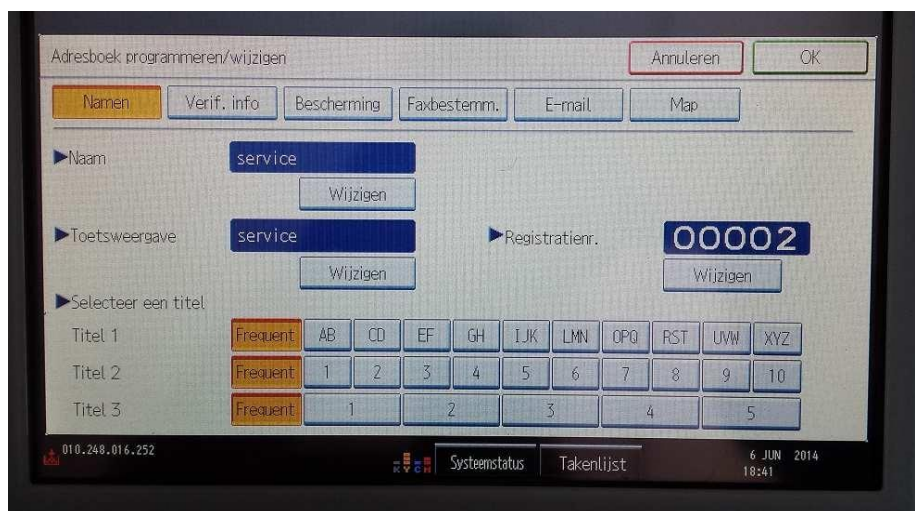 Adresboek programmeren/wijzigen Annuleren OK
Namen Verif. info Bescherming Faxbestemm. E-mail Map
►Naam service
Wijzigen
►Toetsweergave service ►Registratienr. 00002
Wijzigen Wijzigen
►Selecteer een titel
Titel 1 Frequent AB CD EF GH IJK LMN OPQ RST UVW XYZ
Titel 2 Frequent 1 2 3 4 5 6 7 8 9 10
Titel 3 Frequent 1 2 3 4 5
010.248.016.252 K Y C M Systeemstatus Takenlijst 6 JUN 2014
18:41